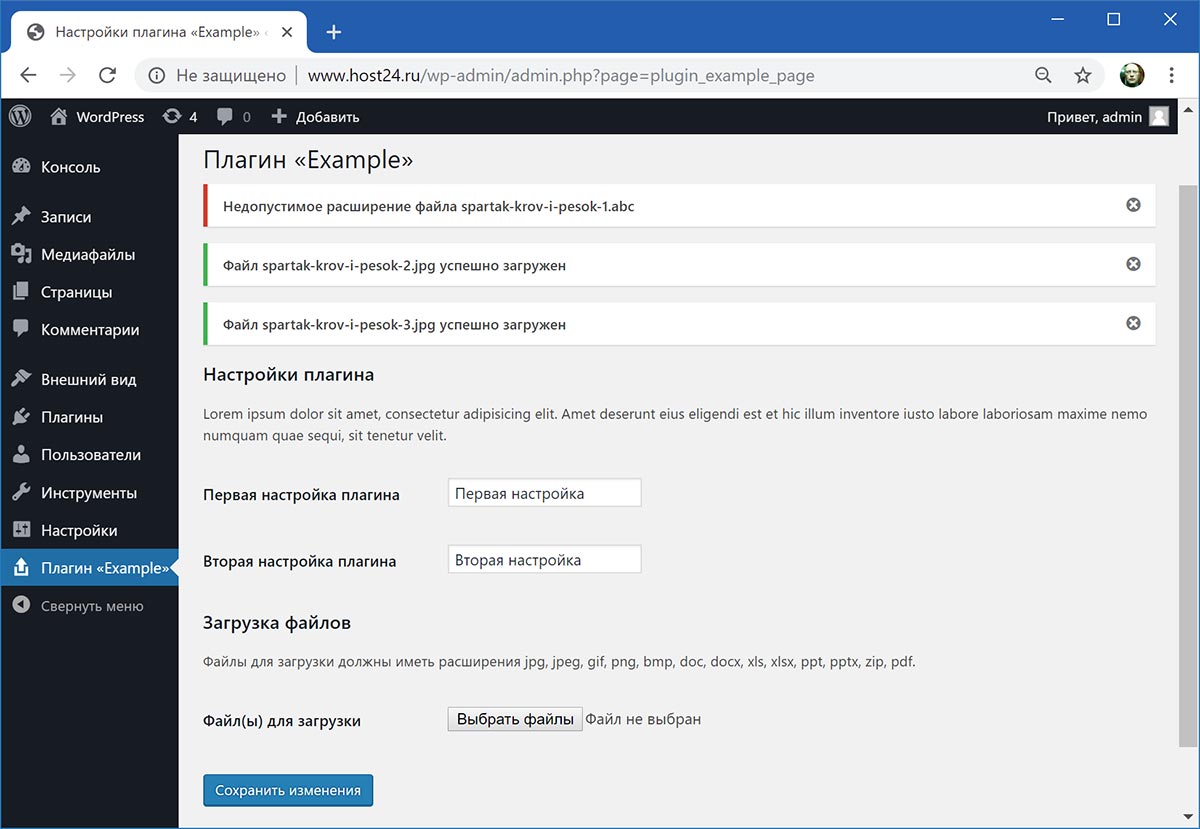 Настройки плагина «Example»
Не защищено | www.host24.ru/wp-admin/admin.php?page=plugin_example_page
WordPress 4 0 Добавить Привет, admin
Консоль
Записи
Медиафайлы
Страницы
Комментарии
Внешний вид
Плагины
Пользователи
Инструменты
Настройки
Плагин «Example»
Свернуть меню
Плагин «Example»
Недопустимое расширение файла spartak-krov-i-pesok-1.abc
Файл spartak-krov-i-pesok-2.jpg успешно загружен
Файл spartak-krov-i-pesok-3.jpg успешно загружен
Настройки плагина
Lorem ipsum dolor sit amet, consectetur adipisicing elit. Amet deserunt eius eligendi est et hic illum inventore iusto labore laboriosam maxime nemo
numquam quae sequi, sit tenetur velit.
Первая настройка плагина Первая настройка
Вторая настройка плагина Вторая настройка
Загрузка файлов
Файлы для загрузки должны иметь расширения jpg, jpeg, gif, png, bmp, doc, docx, xls, xlsx, ppt, pptx, zip, pdf.
Файл(ы) для загрузки Выбрать файлы Файл не выбран
Сохранить изменения